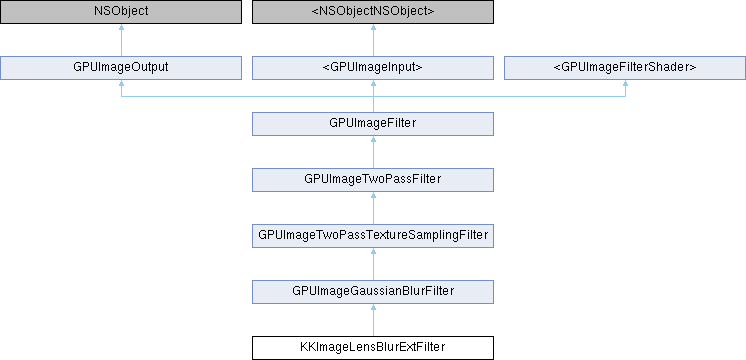 NSObject
<NSObjectNSObject>
GPUImageOutput
<GPUImageInput>
<GPUImageFilterShader>
GPUImageFilter
GPUImageTwoPassFilter
GPUImageTwoPassTextureSamplingFilter
GPUImageGaussianBlurFilter
KKImageLensBlurExtFilter